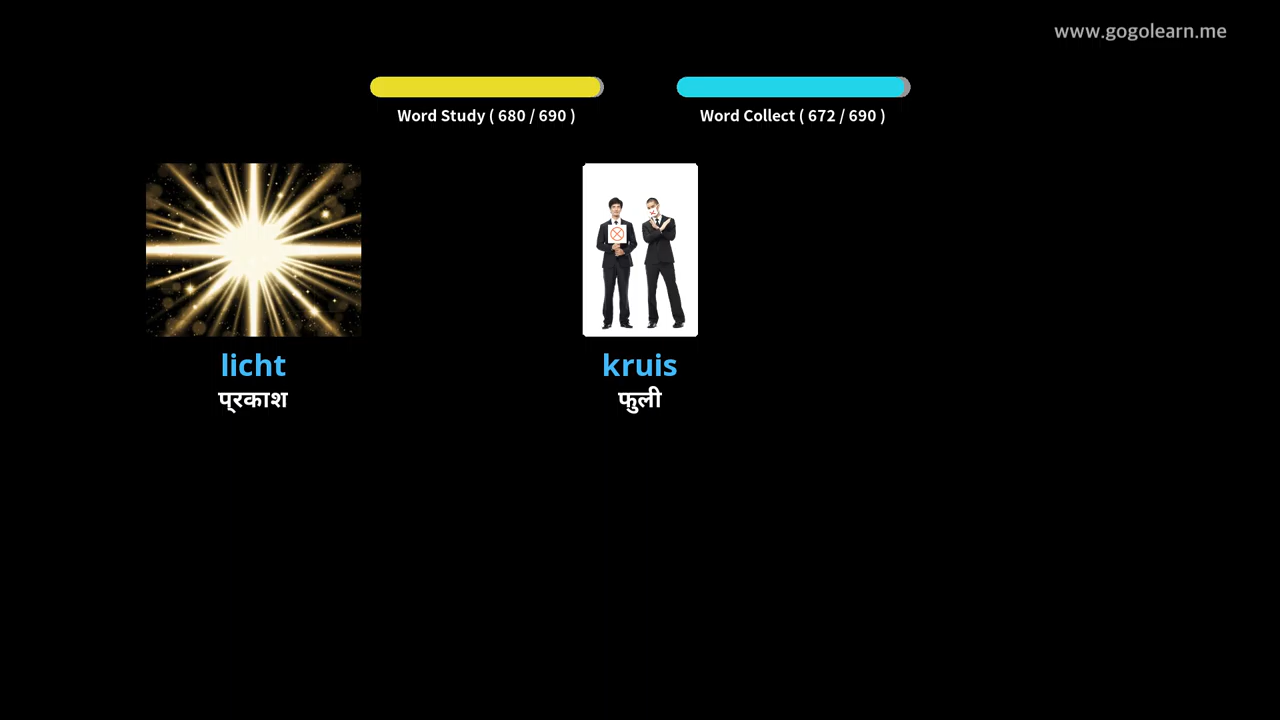 www.gogolearn.me
Word Study ( 680 / 690 )
Word Collect ( 672 / 690 )
licht
प्रकाश
kruis
फुली